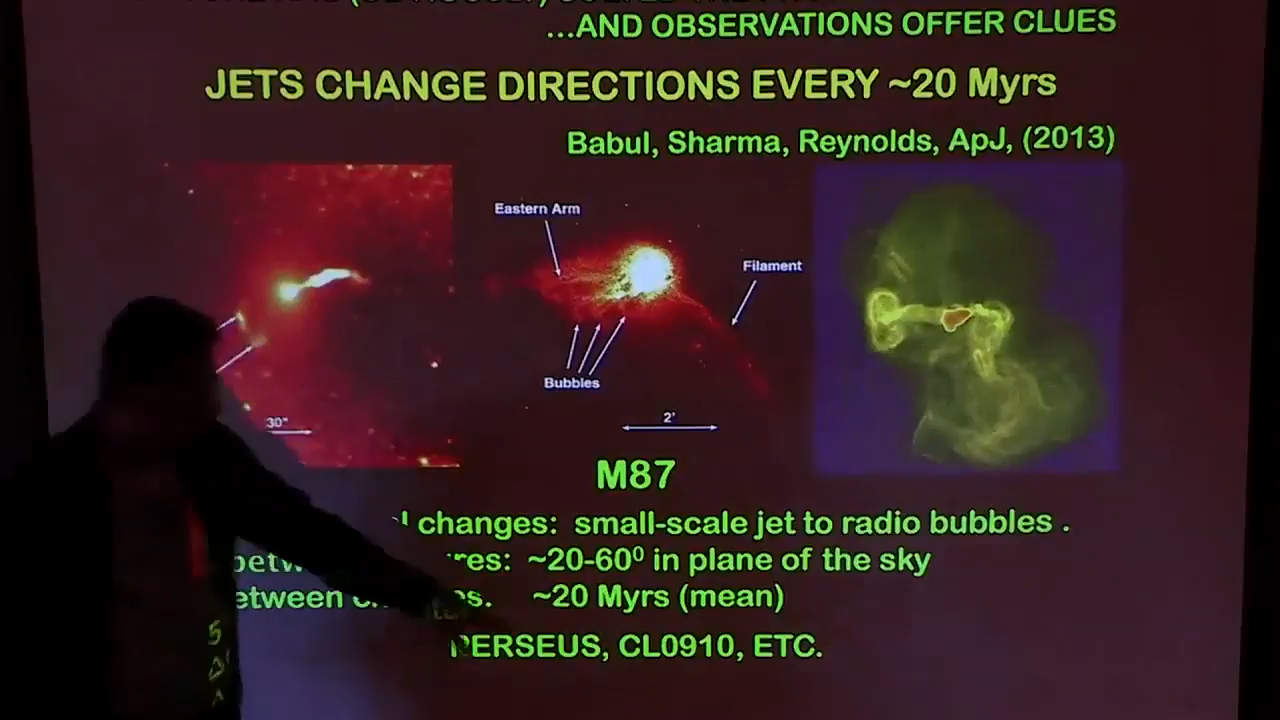 ...AND OBSERVATIONS OFFER CLUES
JETS CHANGE DIRECTIONS EVERY ~20 Myrs
Babul, Sharma, Reynolds, ApJ, (2013)
Eastern Arm
Filament
Bubbles
30"
2'
M87
changes: small-scale jet to radio bubbles .
~20-60⁰ in plane of the sky
~20 Myrs (mean)
PERSEUS, CL0910, ETC.